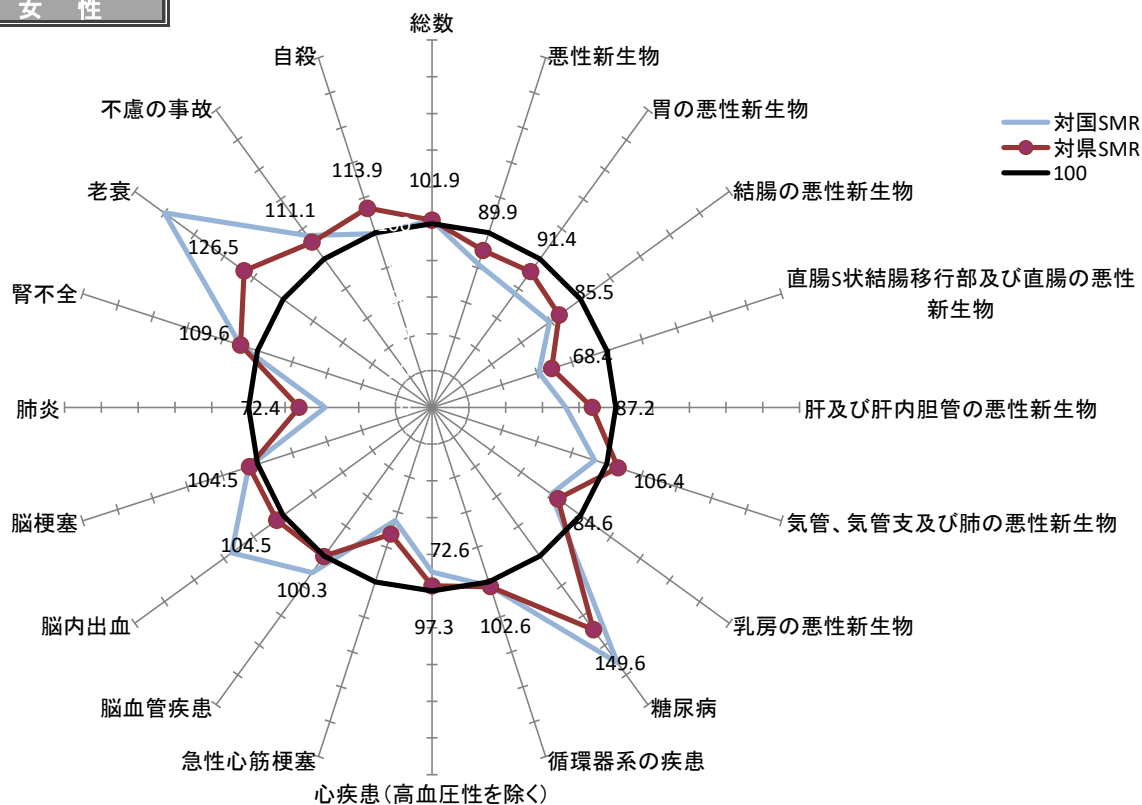 女 性
総数
悪性新生物
胃の悪性新生物
結腸の悪性新生物
直腸S状結腸移行部及び直腸の悪性
新生物
肝及び肝内胆管の悪性新生物
気管、気管支及び肺の悪性新生物
乳房の悪性新生物
糖尿病
循環器系の疾患
心疾患(高血圧性を除く)
急性心筋梗塞
脳血管疾患
脳内出血
脳梗塞
肺炎
腎不全
老衰
不慮の事故
自殺
対国SMR
対県SMR
100
101.9
89.9
91.4
85.5
68.4
87.2
106.4
84.6
149.6
102.6
97.3
72.6
100.3
104.5
104.5
72.4
109.6
126.5
111.1
113.9
100